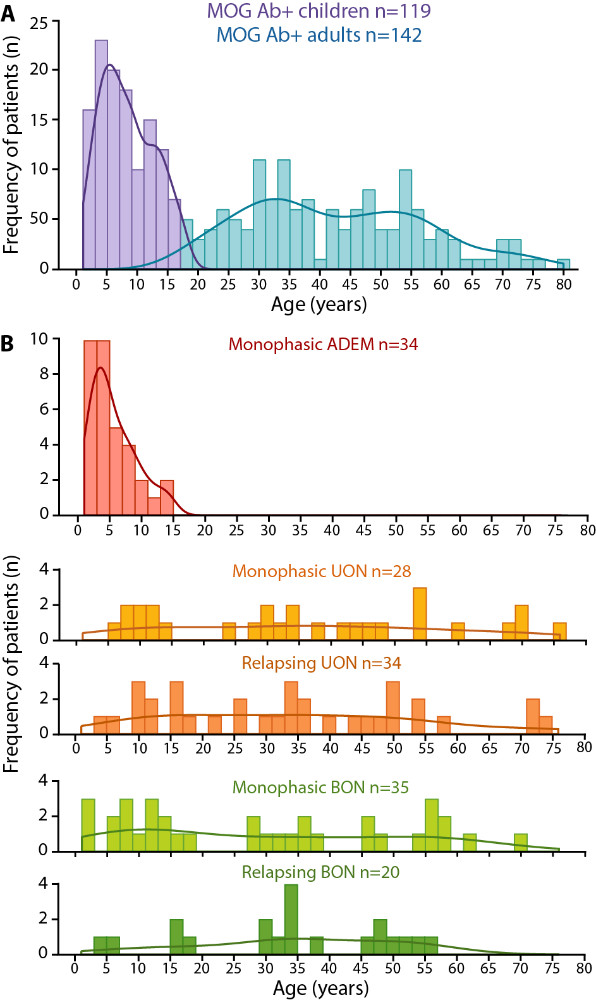 A
MOG Ab+ children n=119
MOG Ab+ adults n=142
Frequency of patients (n)
25
20
15
10
50
0
0 5 10 15 20 25 30 35 40 45 50 55 60 65 70 75 80
Age (years)
B
Monophasic ADEM n=34
10
8
6
4
2
0
0 5 10 15 20 25 30 35 40 45 50 55 60 65 70 75 80
Frequency of patients (n)
Monophasic UON n=28
4
2
0
Relapsing UON n=34
4
2
0
0 5 10 15 20 25 30 35 40 45 50 55 60 65 70 75 80
Monophasic BON n=35
4
2
0
Relapsing BON n=20
4
2
0
0 5 10 15 20 25 30 35 40 45 50 55 60 65 70 75 80
Age (years)